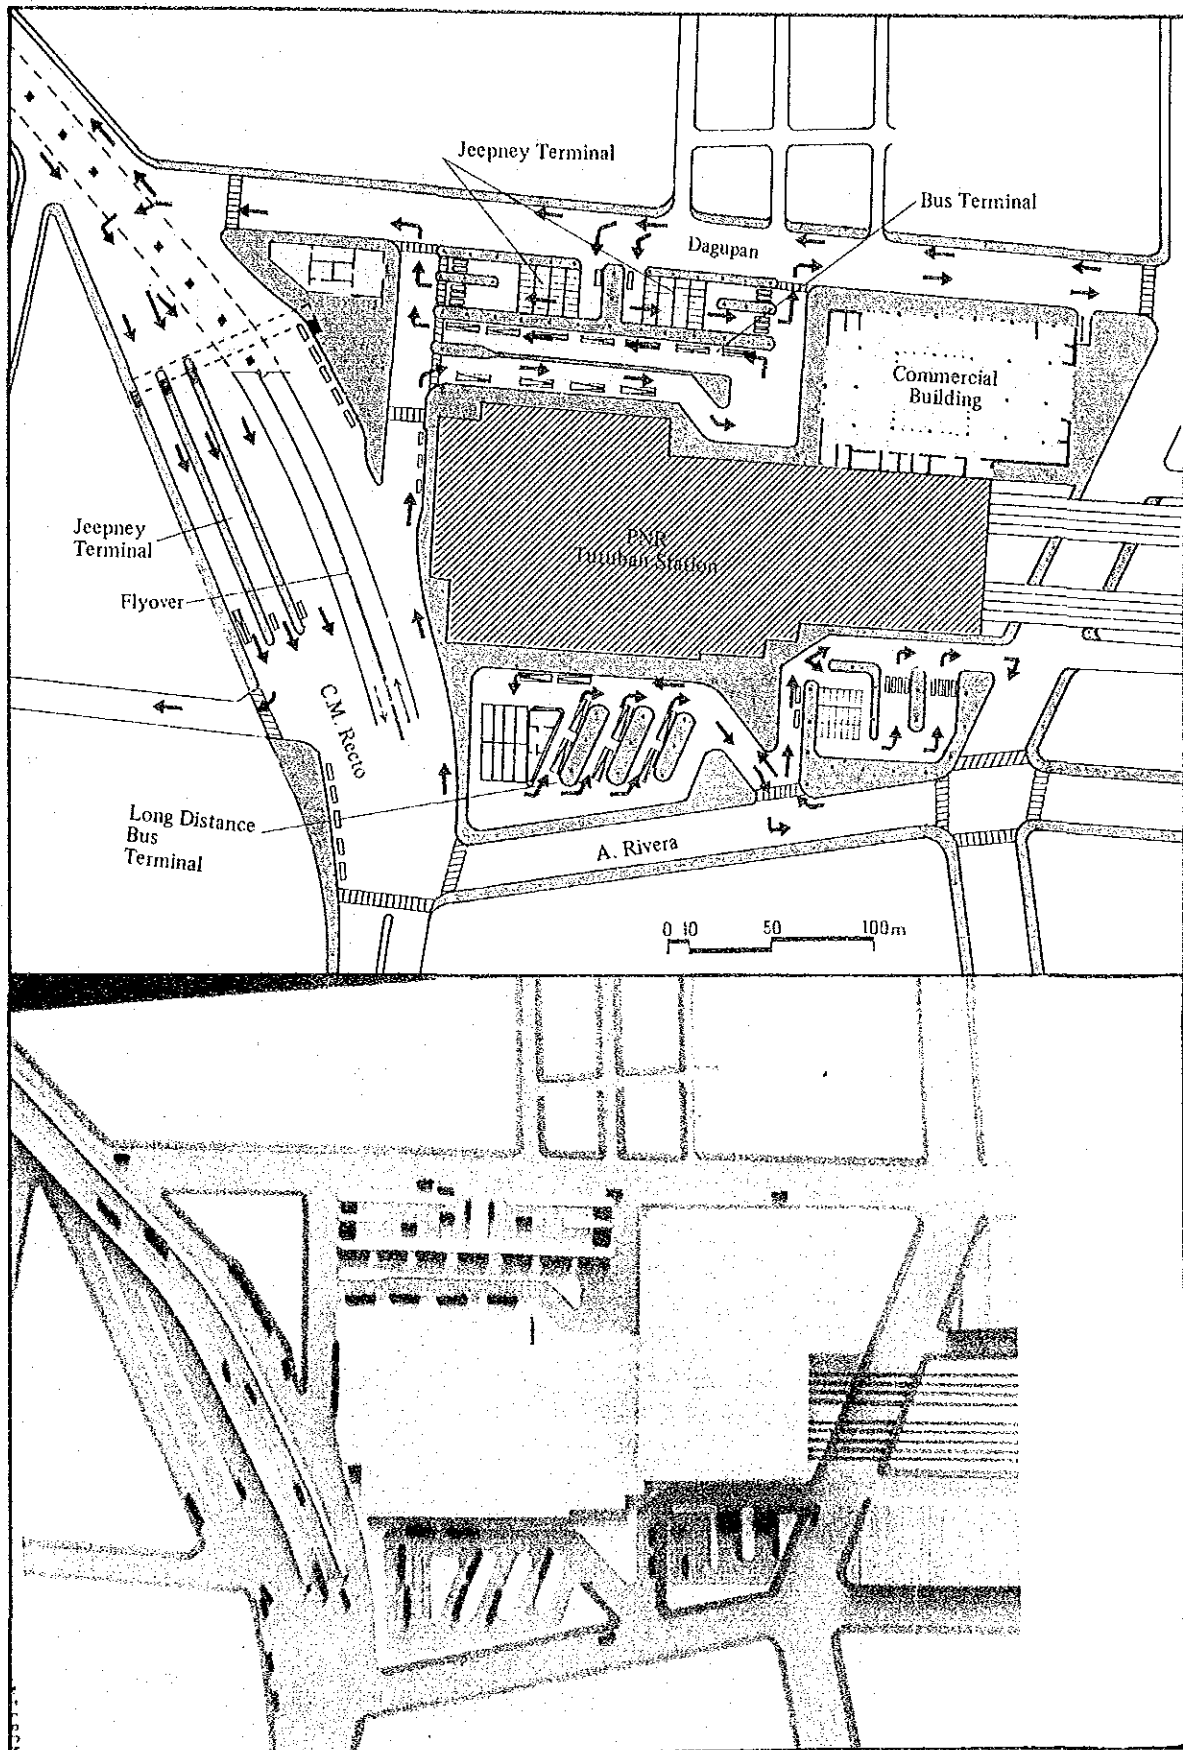 Jeepney Terminal
Bus Terminal
Dagupan
Commercial
Building
PNR
Tutuban Station
Jeepney
Terminal
Flyover
C.M. Recto
Long Distance
Bus
Terminal
A. Rivera
0 10 50 100m